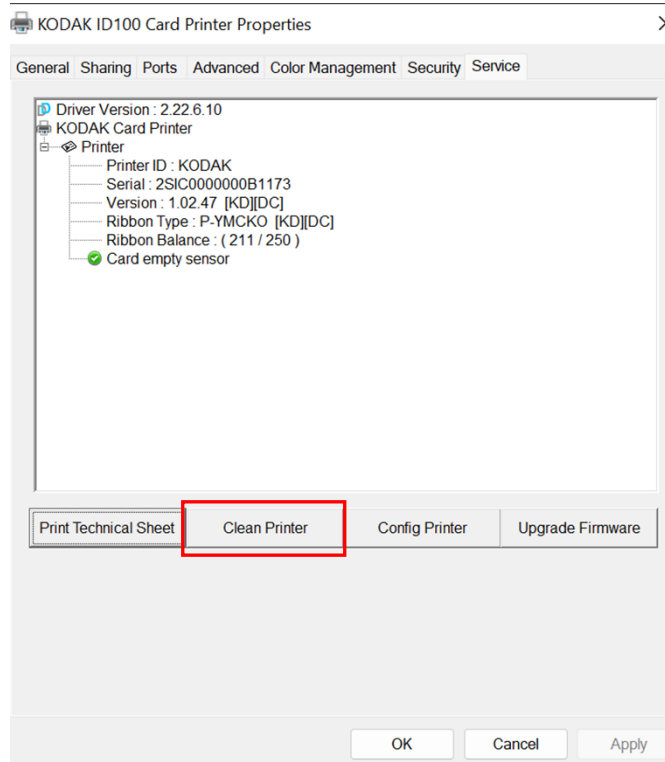 KODAK ID100 Card Printer Properties
General Sharing Ports Advanced Color Management Security Service
Driver Version : 2.22.6.10
KODAK Card Printer
Printer
Printer ID : KODAK
Serial : 2SIC0000000B1173
Version : 1.02.47 [KD][DC]
Ribbon Type : P-YMCKO [KD][DC]
Ribbon Balance : ( 211 / 250 )
Card empty sensor
Print Technical Sheet Clean Printer Config Printer Upgrade Firmware
OK Cancel Apply